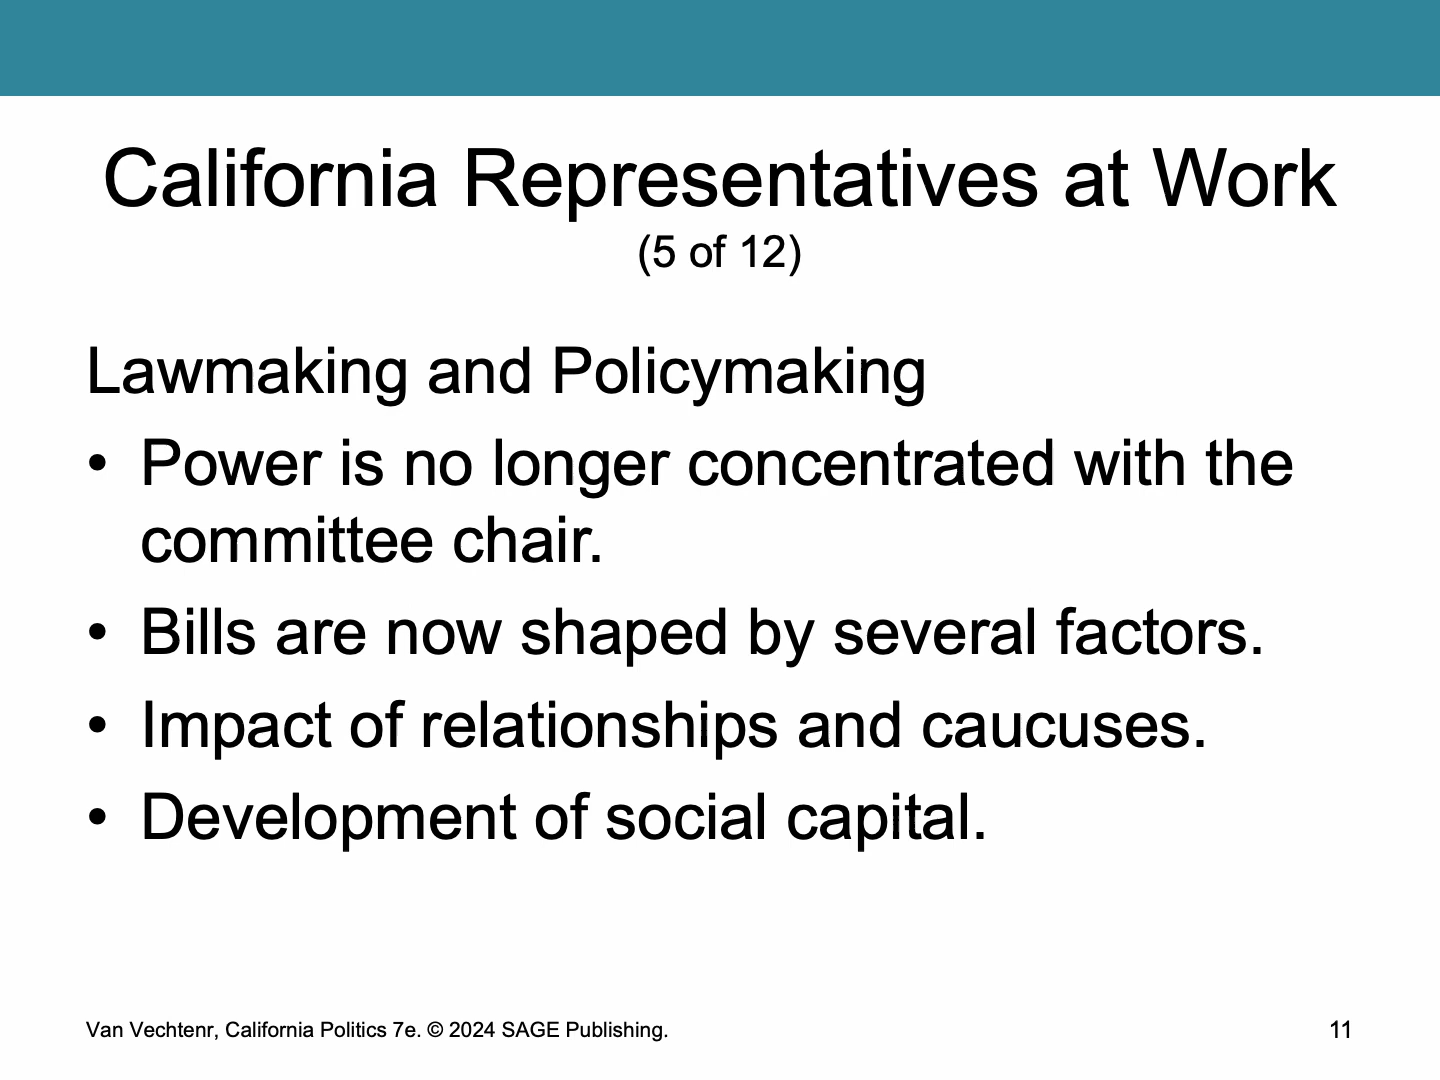 California Representatives at Work
(5 of 12)
Lawmaking and Policymaking
• Power is no longer concentrated with the
committee chair.
• Bills are now shaped by several factors.
• Impact of relationships and caucuses.
• Development of social capital.
Van Vechtenr, California Politics 7e. © 2024 SAGE Publishing.
11